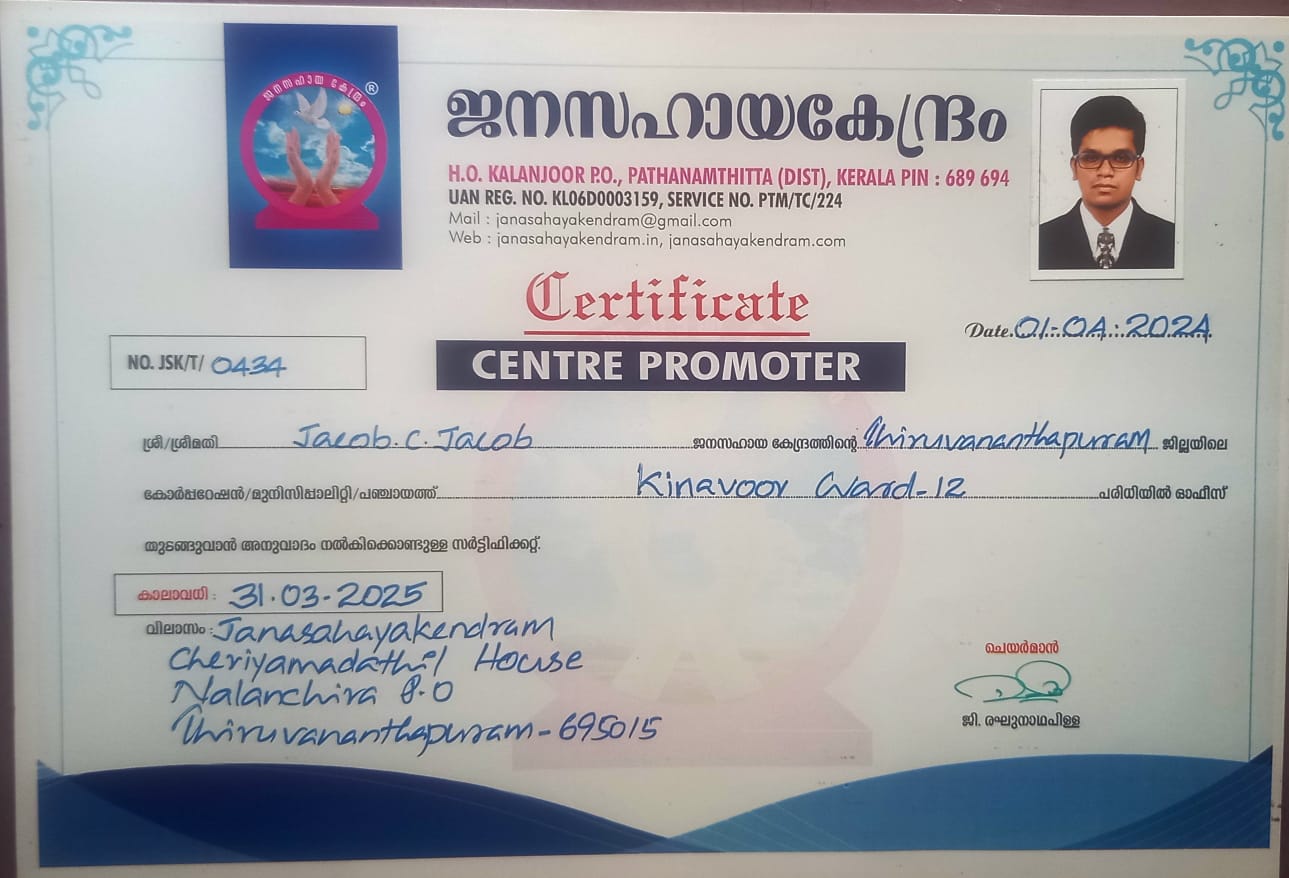 ജനസഹായ കേന്ദ്രം ®
ജനസഹായകേന്ദ്രം
H.O. KALANJOOR P.O., PATHANAMTHITTA (DIST), KERALA PIN : 689 694
UAN REG. NO. KL06D0003159, SERVICE NO. PTM/TC/224
Mail : janasahayakendram@gmail.com
Web : janasahayakendram.in, janasahayakendram.com
Certificate
Date. 01-04-2024
NO. JSK/T/ 0434
CENTRE PROMOTER
ശ്രീ/ശ്രീമതി Jacob.C.Jacob ജനസഹായ കേന്ദ്രത്തിന്റെ Thiruvananthapurram ജില്ലയിലെ
കോർപ്പറേഷൻ/മുനിസിപ്പാലിറ്റി/പഞ്ചായത്ത് Kinavoor Ward-12 പരിധിയിൽ ഓഫീസ്
തുടങ്ങുവാൻ അനുവാദം നൽകിക്കൊണ്ടുള്ള സർട്ടിഫിക്കറ്റ്.
കാലാവധി : 31.03-2025
വിലാസം : Janasahayakendram
Cheriyamadathil House
Nalanchira P.O
Thiruvananthapurram - 695015
ചെയർമാൻ
ജി. രഘുനാഥപിള്ള